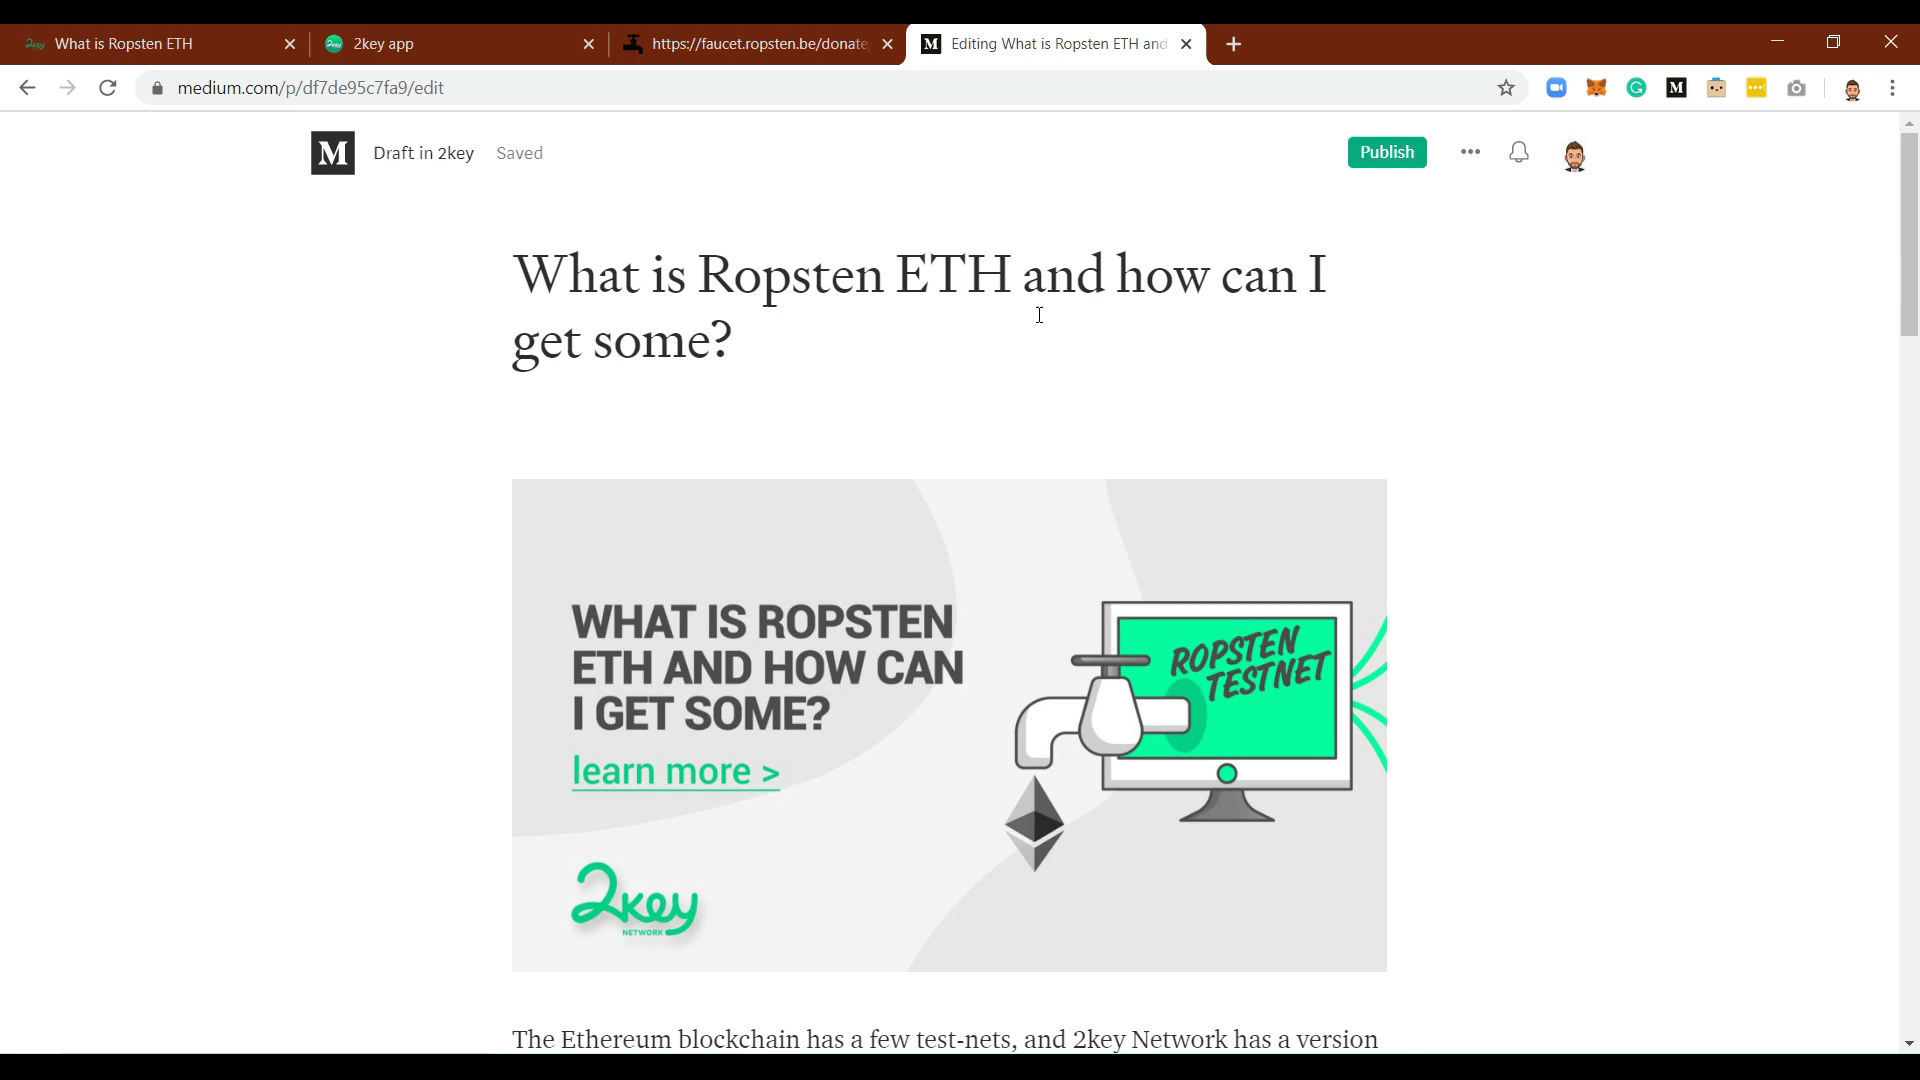 What is Ropsten ETH
2key app
https://faucet.ropsten.be/donate/
Editing What is Ropsten ETH and
medium.com/p/df7de95c7fa9/edit
M Draft in 2key Saved
Publish
What is Ropsten ETH and how can I
get some?
WHAT IS ROPSTEN
ETH AND HOW CAN
I GET SOME?
learn more >
ROPSTEN
TESTNET
2key
NETWORK
The Ethereum blockchain has a few test-nets, and 2key Network has a version